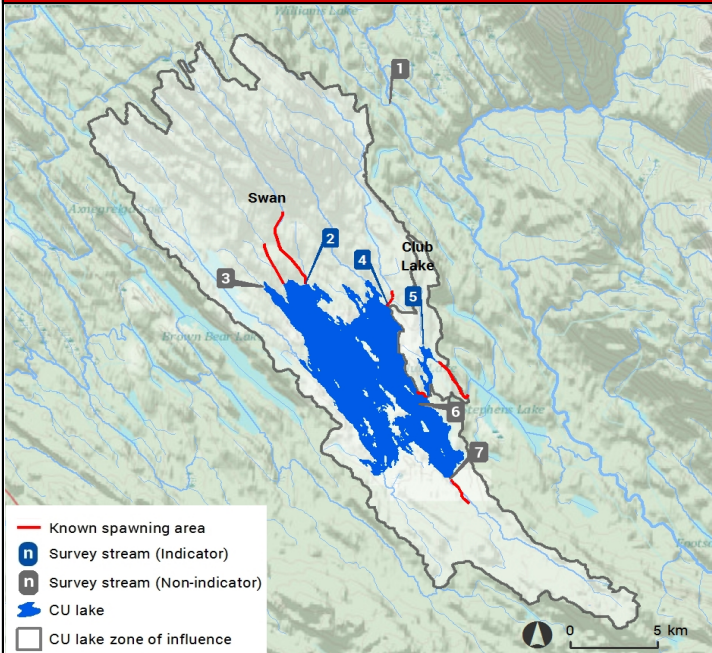 Williams Lake
1
Swan
2
Club
Lake
4
3
5
Brown Bear Lake
6
Stephens Lake
7
Known spawning area
n Survey stream (Indicator)
n Survey stream (Non-indicator)
CU lake
CU lake zone of influence
0 5 km